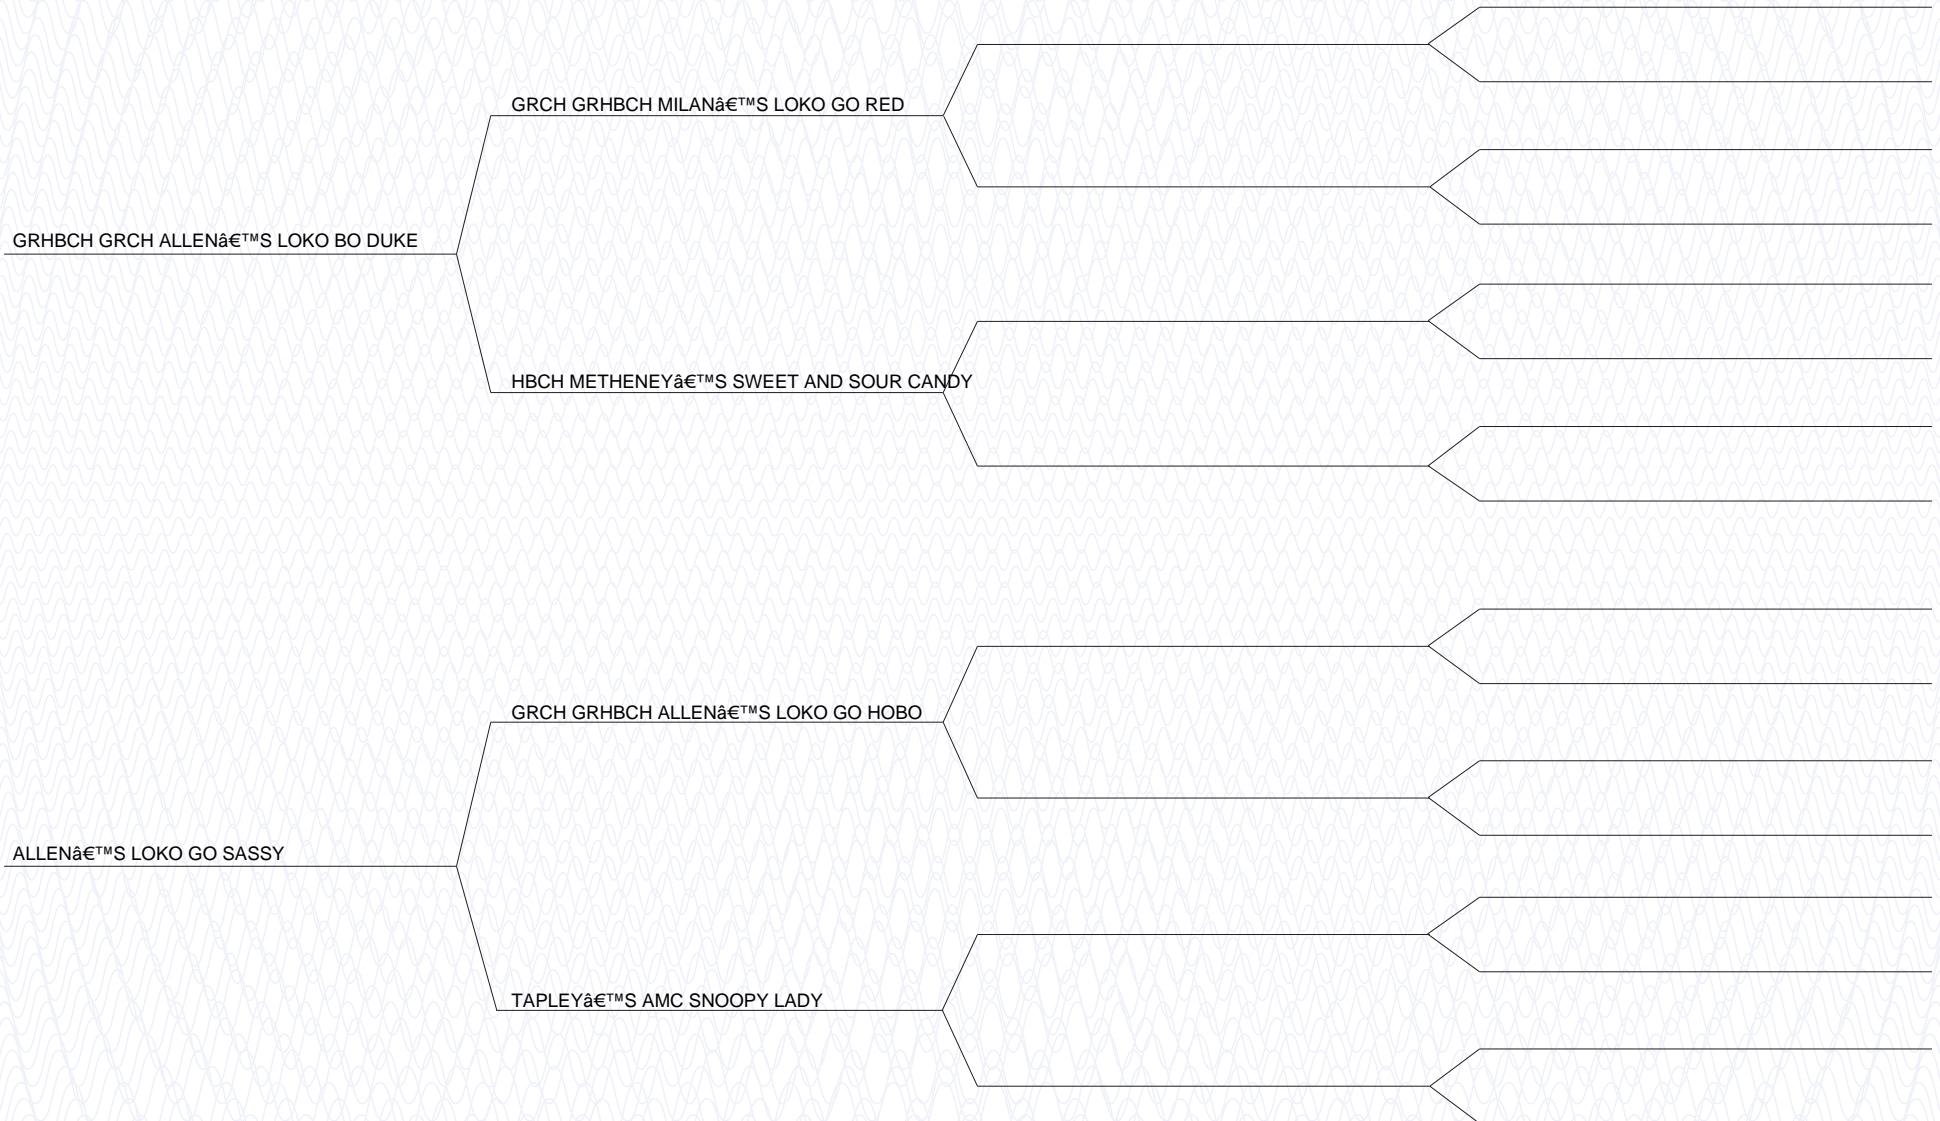 GRCH GRHBCH MILANâ€™S LOKO GO RED
GRHBCH GRCH ALLENâ€™S LOKO BO DUKE
HBCH METHENEYâ€™S SWEET AND SOUR CANDY
GRCH GRHBCH ALLENâ€™S LOKO GO HOBO
ALLENâ€™S LOKO GO SASSY
TAPLEYâ€™S AMC SNOOPY LADY